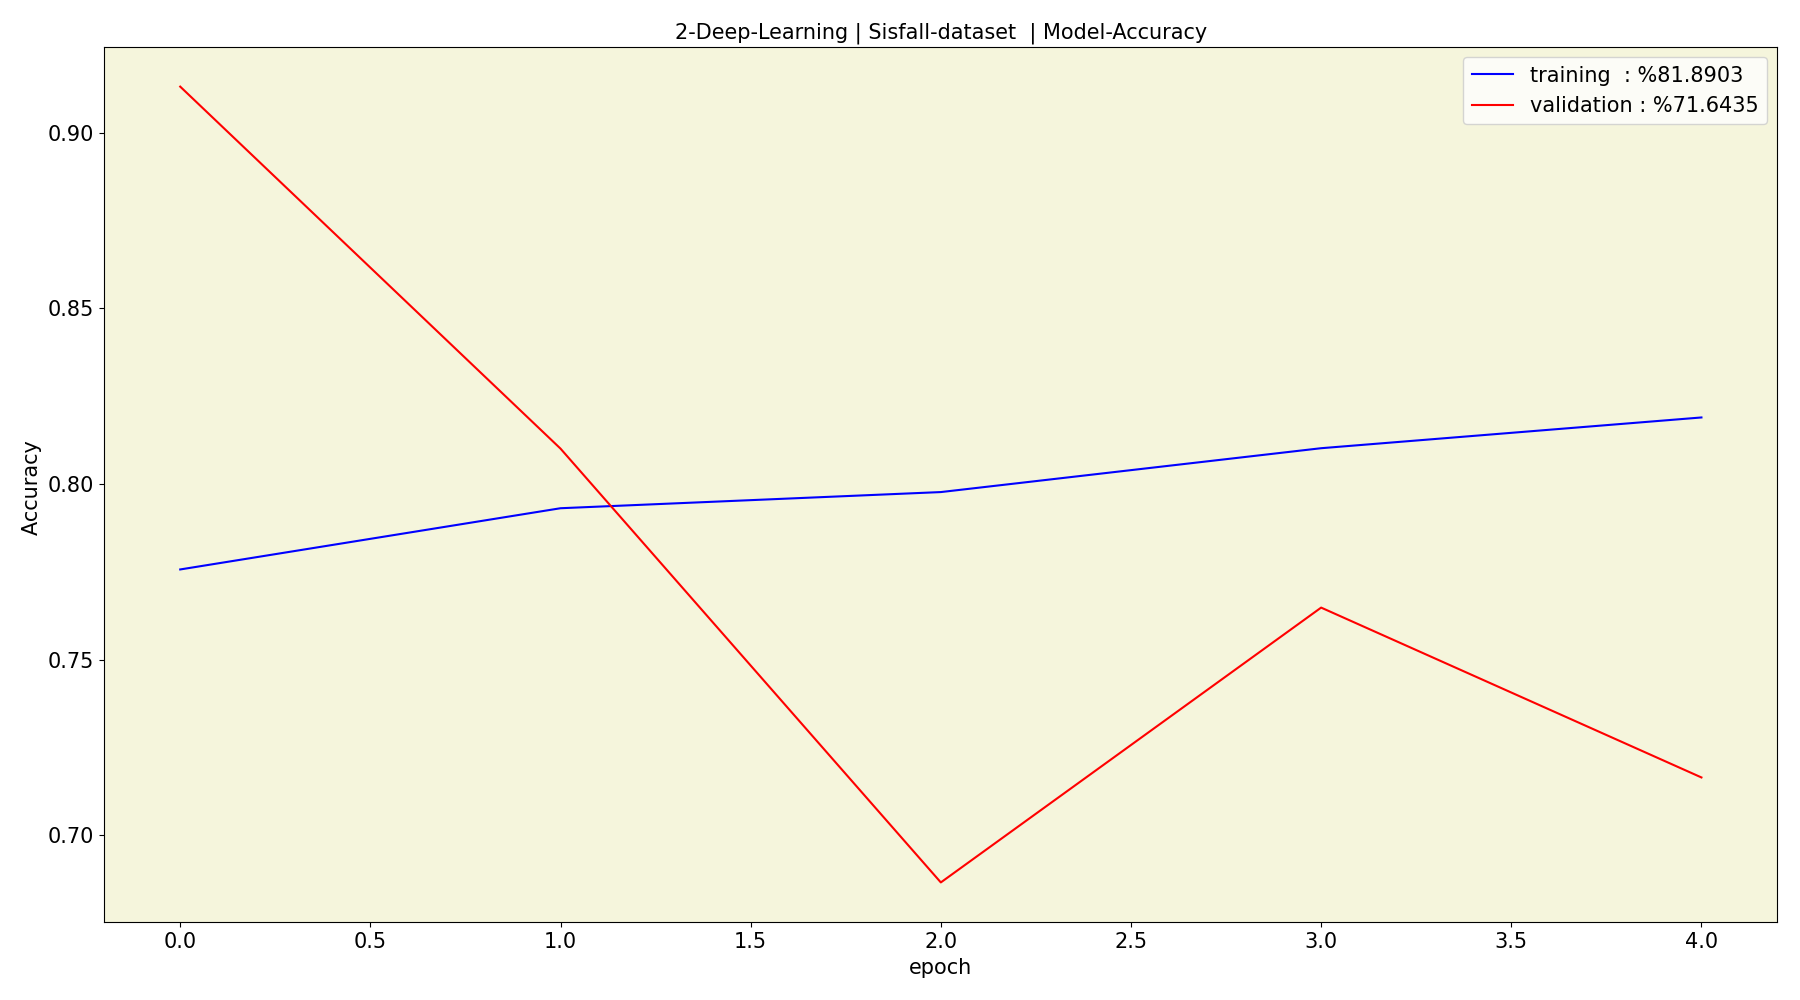 2-Deep-Learning | Sisfall-dataset  | Model-Accuracy
training  : %81.8903
validation : %71.6435
Accuracy
0.90
0.85
0.80
0.75
0.70
0.0 0.5 1.0 1.5 2.0 2.5 3.0 3.5 4.0
epoch